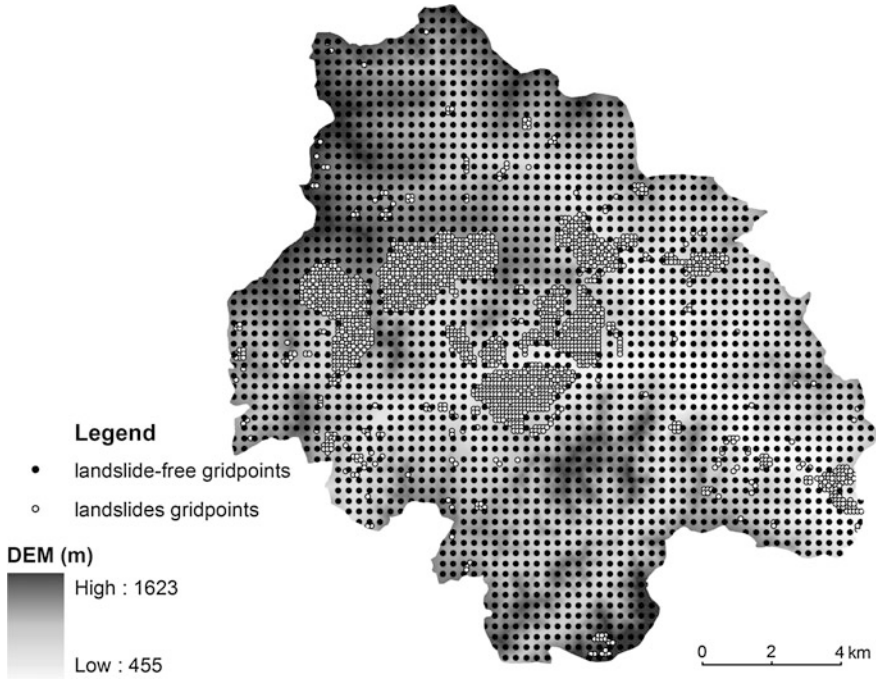 Legend
landslide-free gridpoints
landslides gridpoints
DEM (m)
High : 1623
Low : 455
0 2 4 km